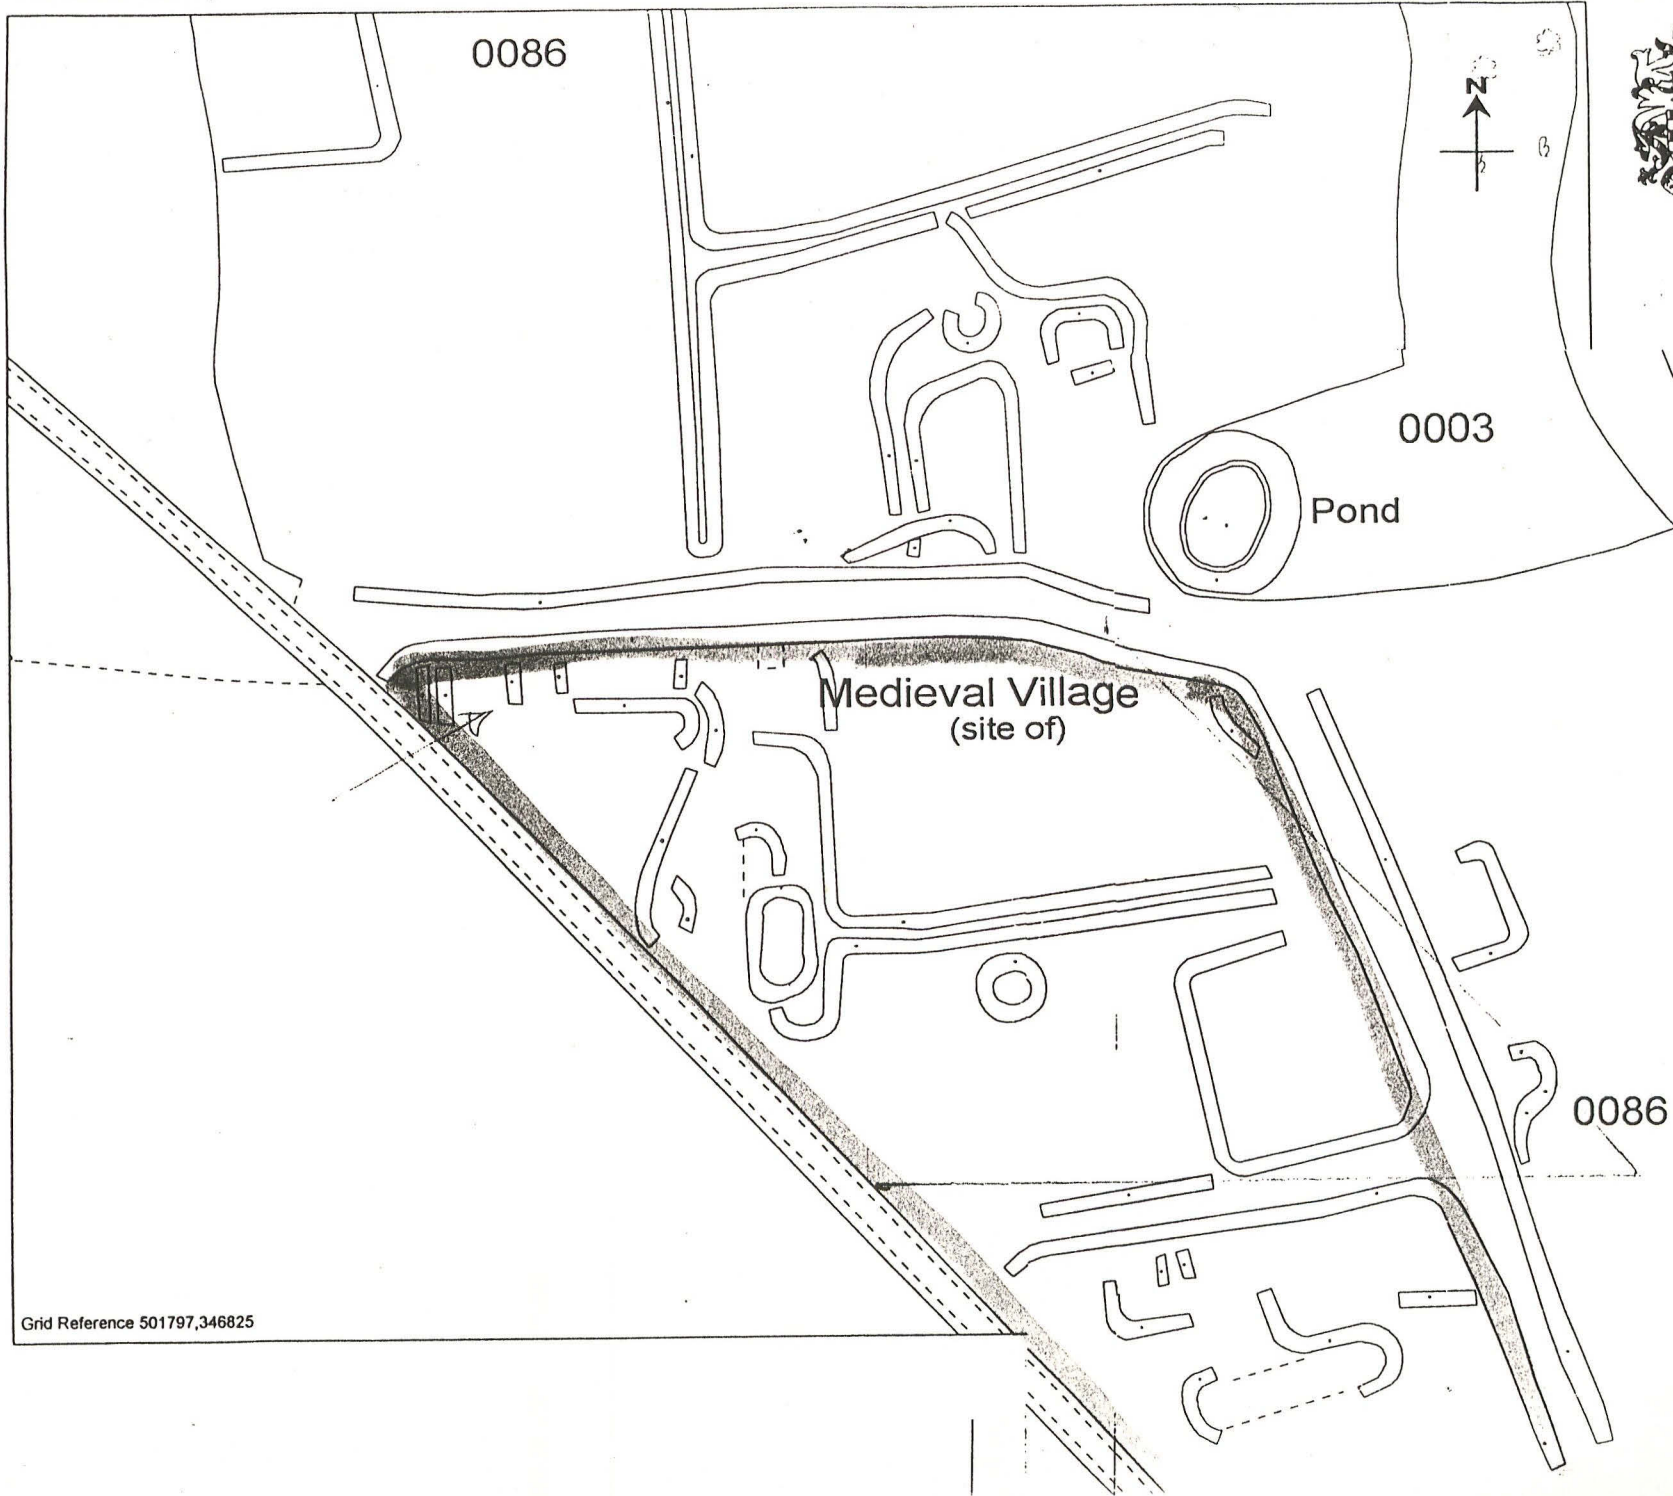 0086
N
0003
Pond
Medieval Village
(site of)
0086
Grid Reference 501797,346825